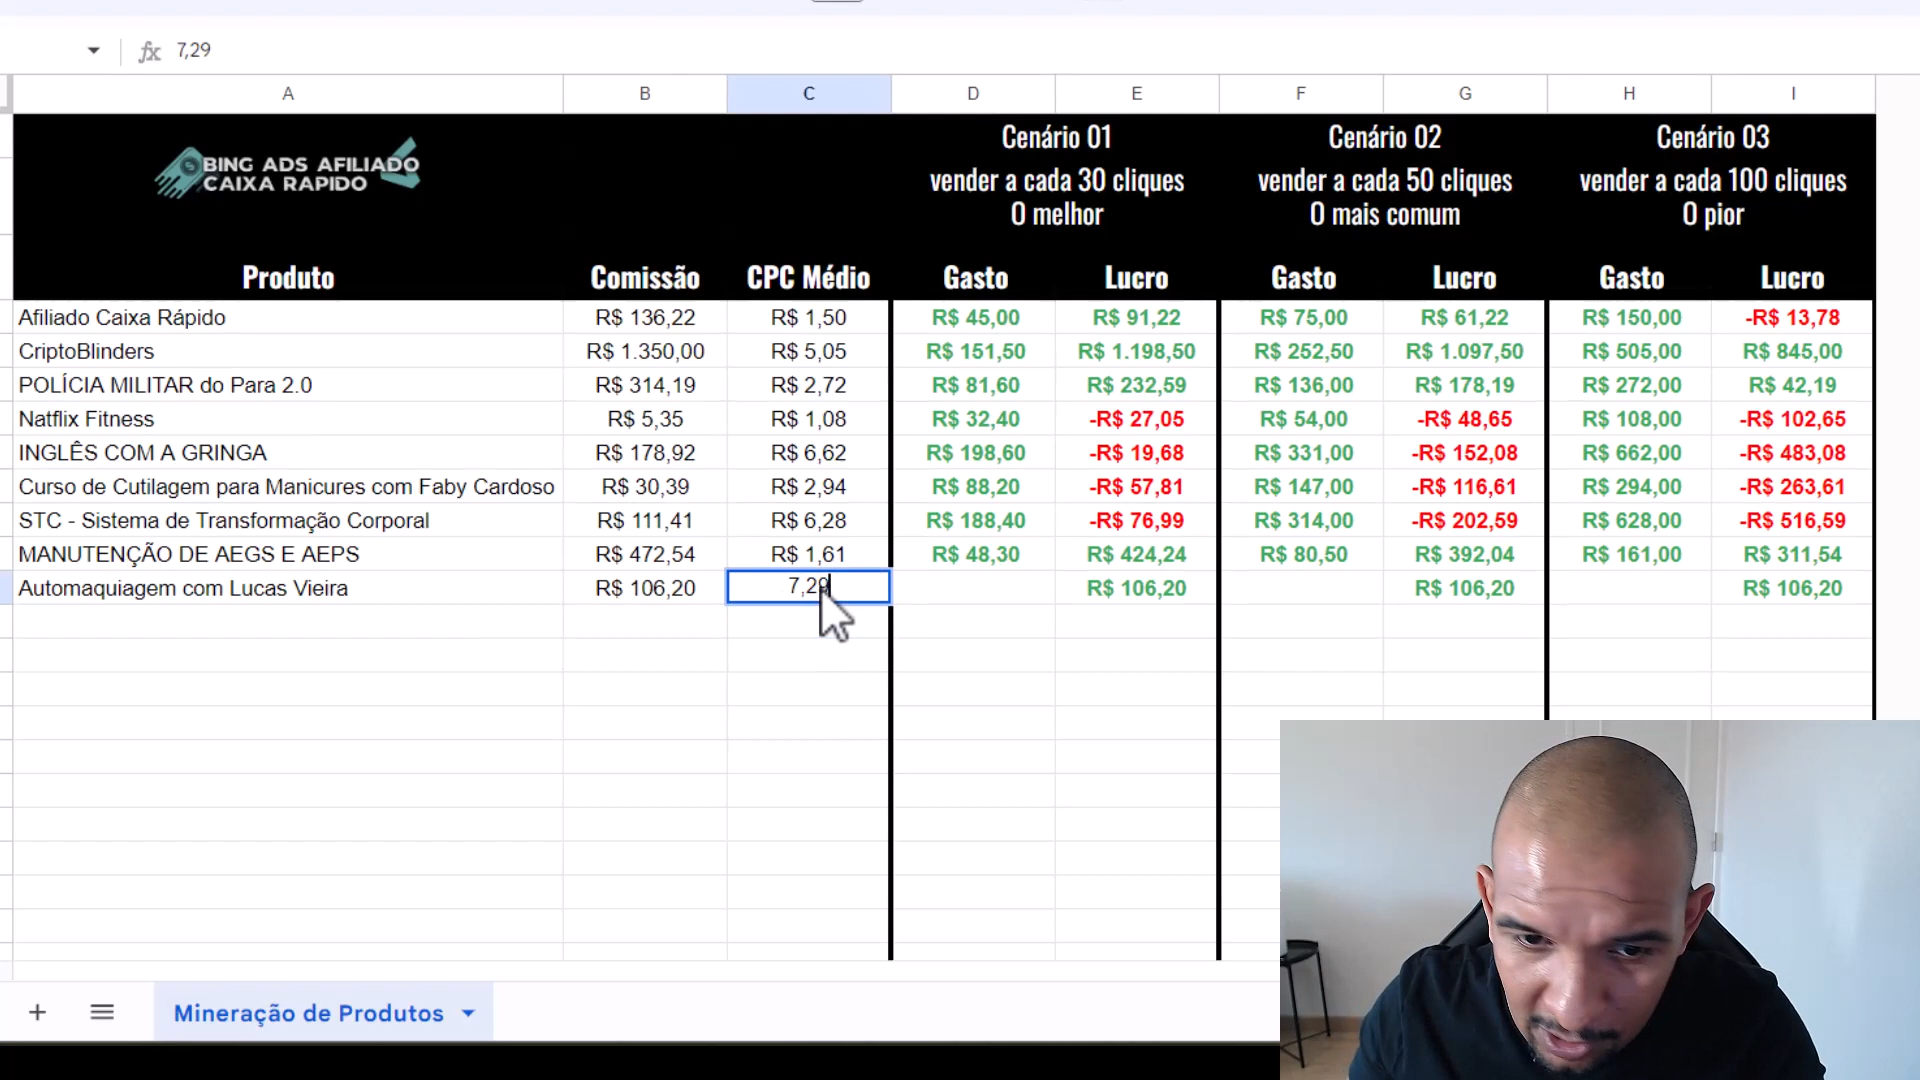 fx 7,29
A B C D E F G H I
BING ADS AFILIADO
CAIXA RAPIDO
Cenário 01 Cenário 02 Cenário 03
vender a cada 30 cliques vender a cada 50 cliques vender a cada 100 cliques
O melhor O mais comum O pior
Produto Comissão CPC Médio Gasto Lucro Gasto Lucro Gasto Lucro
Afiliado Caixa Rápido R$ 136,22 R$ 1,50 R$ 45,00 R$ 91,22 R$ 75,00 R$ 61,22 R$ 150,00 -R$ 13,78
CriptoBlinders R$ 1.350,00 R$ 5,05 R$ 151,50 R$ 1.198,50 R$ 252,50 R$ 1.097,50 R$ 505,00 R$ 845,00
POLÍCIA MILITAR do Para 2.0 R$ 314,19 R$ 2,72 R$ 81,60 R$ 232,59 R$ 136,00 R$ 178,19 R$ 272,00 R$ 42,19
Natflix Fitness R$ 5,35 R$ 1,08 R$ 32,40 -R$ 27,05 R$ 54,00 -R$ 48,65 R$ 108,00 -R$ 102,65
INGLÊS COM A GRINGA R$ 178,92 R$ 6,62 R$ 198,60 -R$ 19,68 R$ 331,00 -R$ 152,08 R$ 662,00 -R$ 483,08
Curso de Cutilagem para Manicures com Faby Cardoso R$ 30,39 R$ 2,94 R$ 88,20 -R$ 57,81 R$ 147,00 -R$ 116,61 R$ 294,00 -R$ 263,61
STC - Sistema de Transformação Corporal R$ 111,41 R$ 6,28 R$ 188,40 -R$ 76,99 R$ 314,00 -R$ 202,59 R$ 628,00 -R$ 516,59
MANUTENÇÃO DE AEGS E AEPS R$ 472,54 R$ 1,61 R$ 48,30 R$ 424,24 R$ 80,50 R$ 392,04 R$ 161,00 R$ 311,54
Automaquiagem com Lucas Vieira R$ 106,20 7,29 R$ 106,20 R$ 106,20 R$ 106,20
Mineração de Produtos